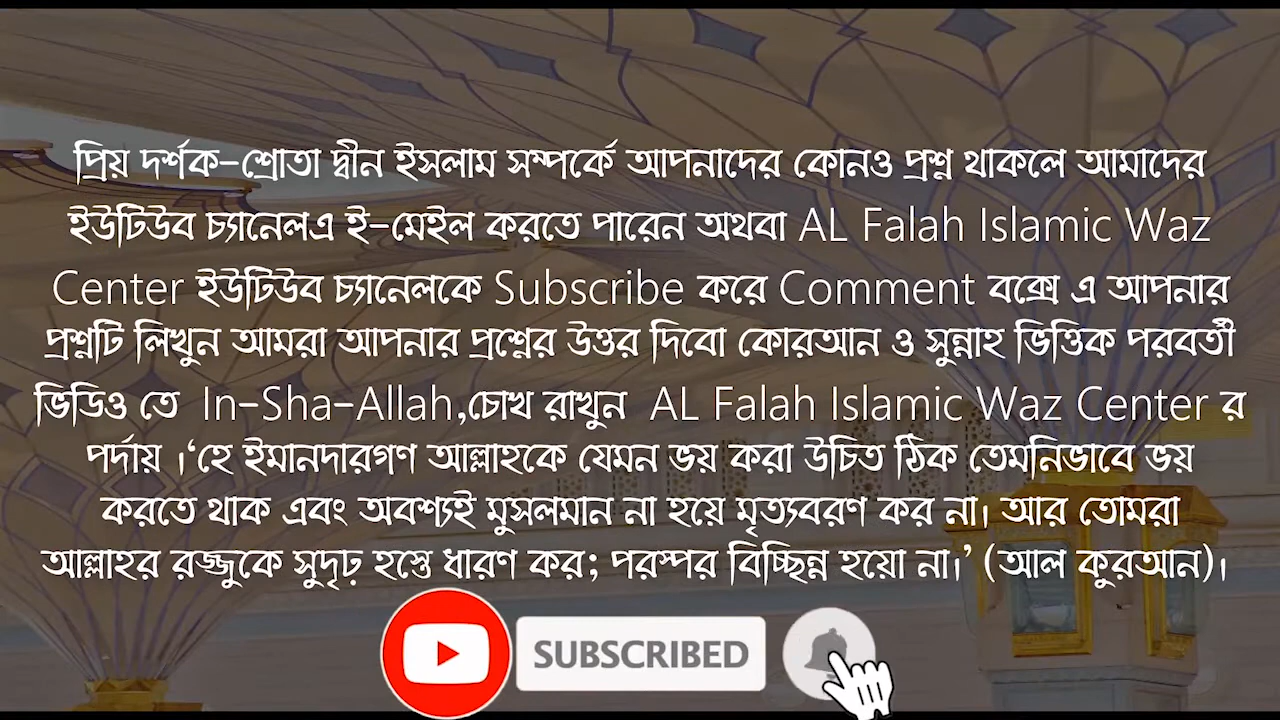 প্রিয় দর্শক-শ্রোতা দ্বীন ইসলাম সম্পর্কে আপনাদের কোনও প্রশ্ন থাকলে আমাদের
ইউটিউব চ্যানেলএ ই-মেইল করতে পারেন অথবা AL Falah Islamic Waz
Center ইউটিউব চ্যানেলকে Subscribe করে Comment বক্সে এ আপনার
প্রশ্নটি লিখুন আমরা আপনার প্রশ্নের উত্তর দিবো কোরআন ও সুন্নাহ ভিত্তিক পরবর্তী
ভিডিও তে In-Sha-Allah,চোখ রাখুন AL Falah Islamic Waz Center র
পর্দায় ।‘হে ইমানদারগণ আল্লাহকে যেমন ভয় করা উচিত ঠিক তেমনিভাবে ভয়
করতে থাক এবং অবশ্যই মুসলমান না হয়ে মৃত্যবরণ কর না। আর তোমরা
আল্লাহর রজ্জুকে সুদৃঢ় হস্তে ধারণ কর; পরস্পর বিচ্ছিন্ন হয়ো না।’ (আল কুরআন)।
SUBSCRIBED